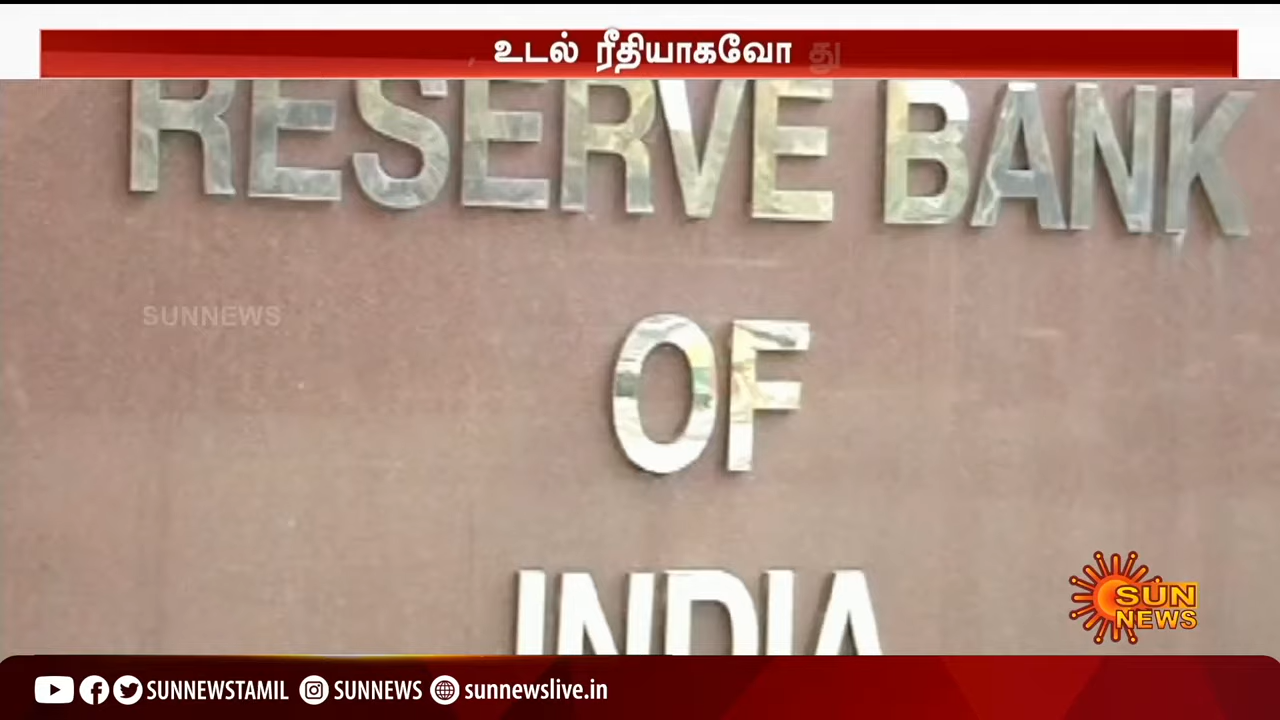 உடல் ரீதியாகவோ
RESERVE BANK
SUNNEWS
OF
INDIA
SUN
NEWS
SUNNEWSTAMIL SUNNEWS sunnewslive.in